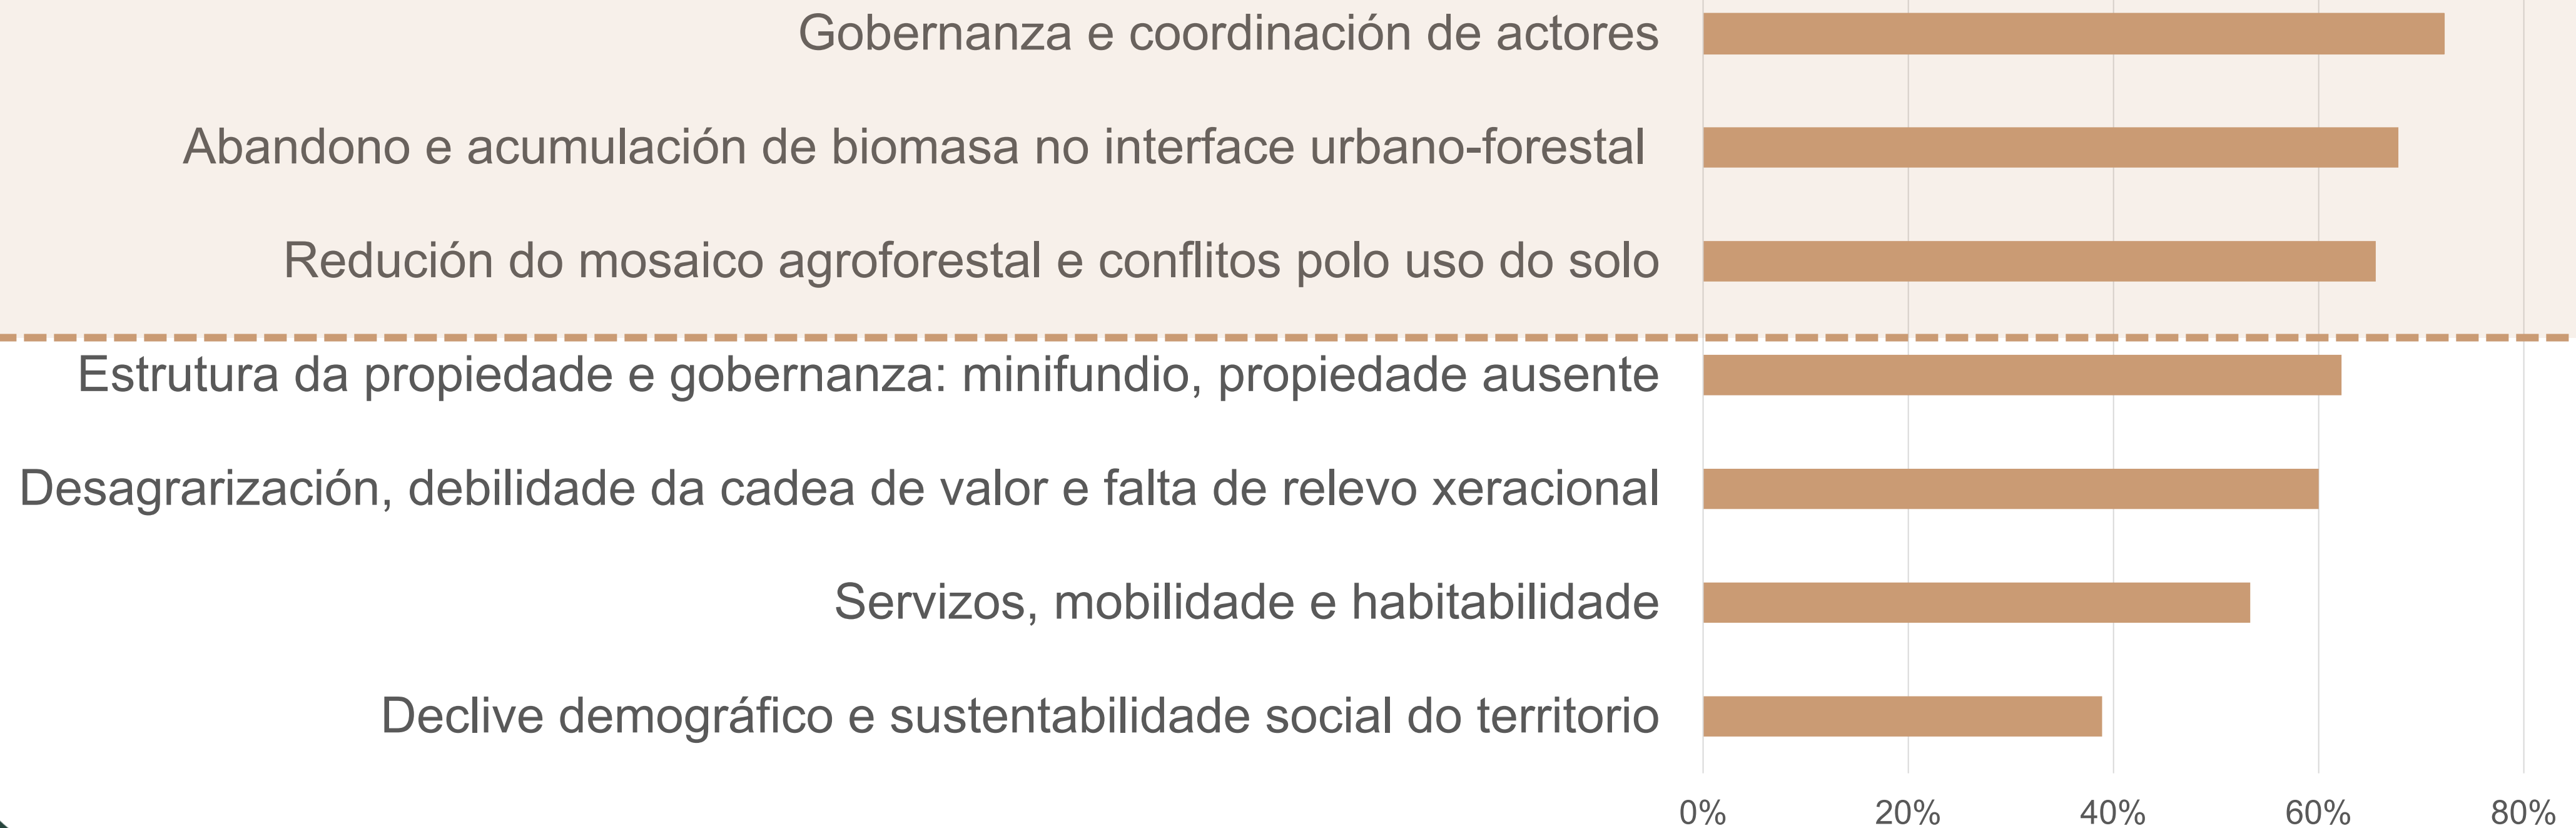 Gobernanza e coordinación de actores
Abandono e acumulación de biomasa no interface urbano-forestal
Redución do mosaico agroforestal e conflitos polo uso do solo
Estrutura da propiedade e gobernanza: minifundio, propiedade ausente
Desagrarización, debilidade da cadea de valor e falta de relevo xeracional
Servizos, mobilidade e habitabilidade
Declive demográfico e sustentabilidade social do territorio
0% 20% 40% 60% 80%